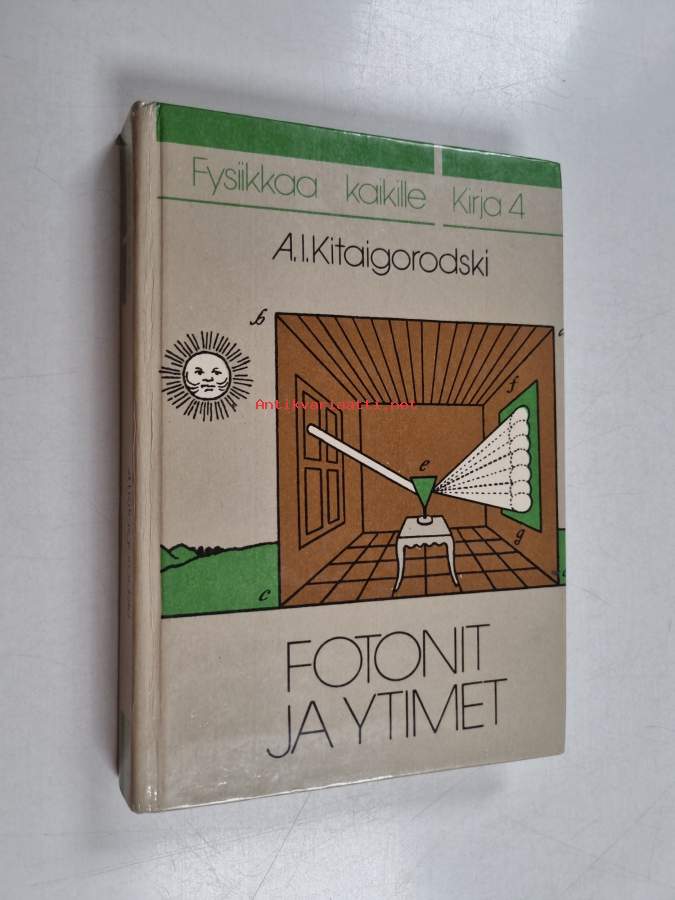 Fysiikkaa kaikille Kirja 4
A.I.Kitaigorodski
b
f
Antikvariaatti.net
e
g
c
FOTONIT
JA YTIMET